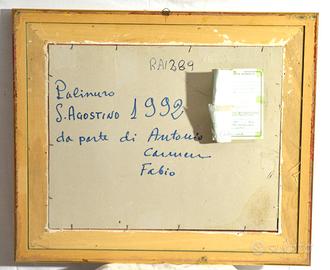 RA1389
Palinuro
S. AGOSTINO 1992
da parte di Antonio
Carmen
Fabio